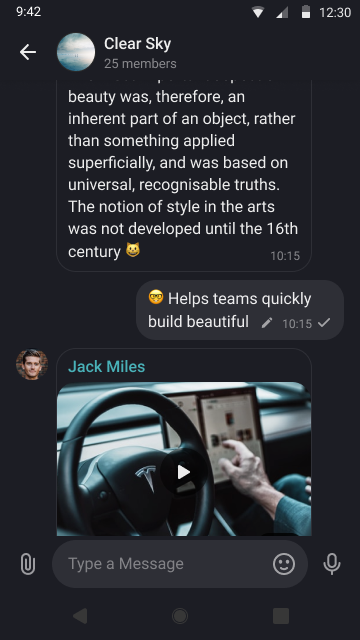 9:42
12:30
Clear Sky
25 members
beauty was, therefore, an
inherent part of an object, rather
than something applied
superficially, and was based on
universal, recognisable truths.
The notion of style in the arts
was not developed until the 16th
century 😺
10:15
🤓 Helps teams quickly
build beautiful
10:15
Jack Miles
Type a Message